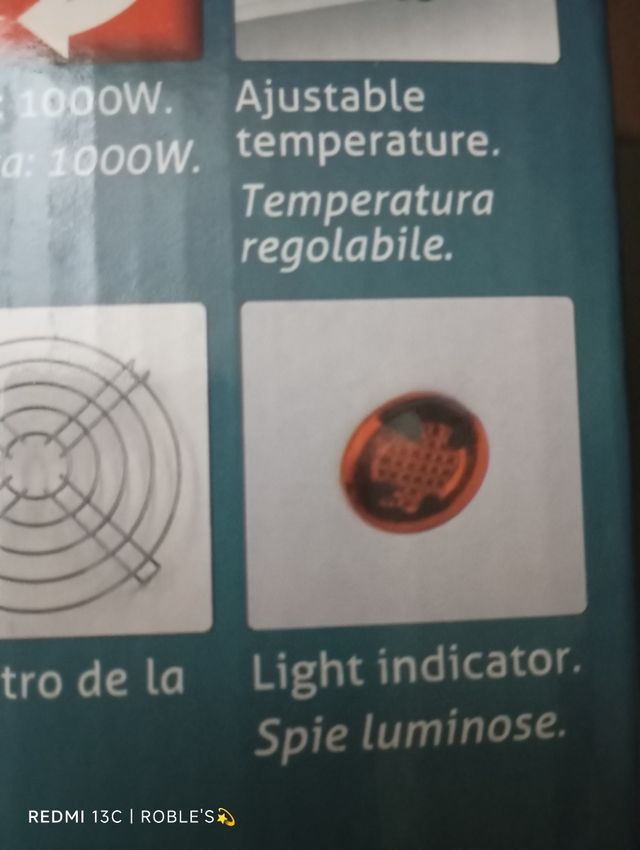 : 1000W.
a: 1000W.
Ajustable
temperature.
Temperatura
regolabile.
tro de la
Light indicator.
Spie luminose.
REDMI 13C | ROBLE'S💫